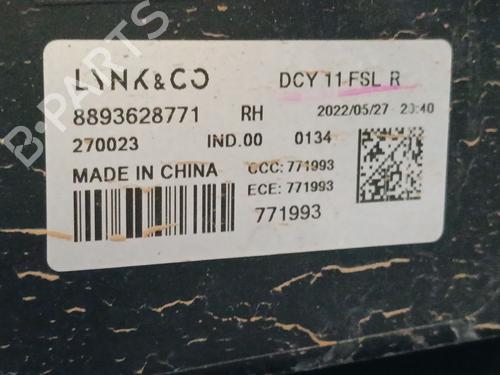 LYNK&CO DCY 11 FSL R
8893628771 RH 2022/05/27 20:40
270023 IND.00 0134
MADE IN CHINA CCC: 771993
ECE: 771993
771993
B-PARTS